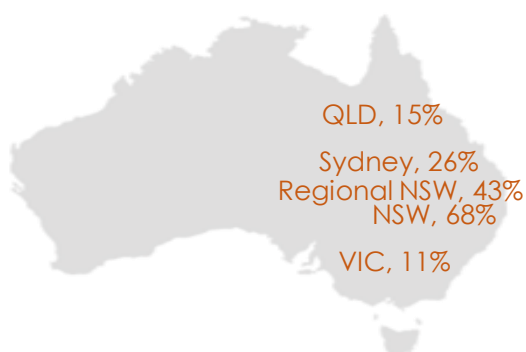 QLD, 15%
Sydney, 26%
Regional NSW, 43%
NSW, 68%
VIC, 11%